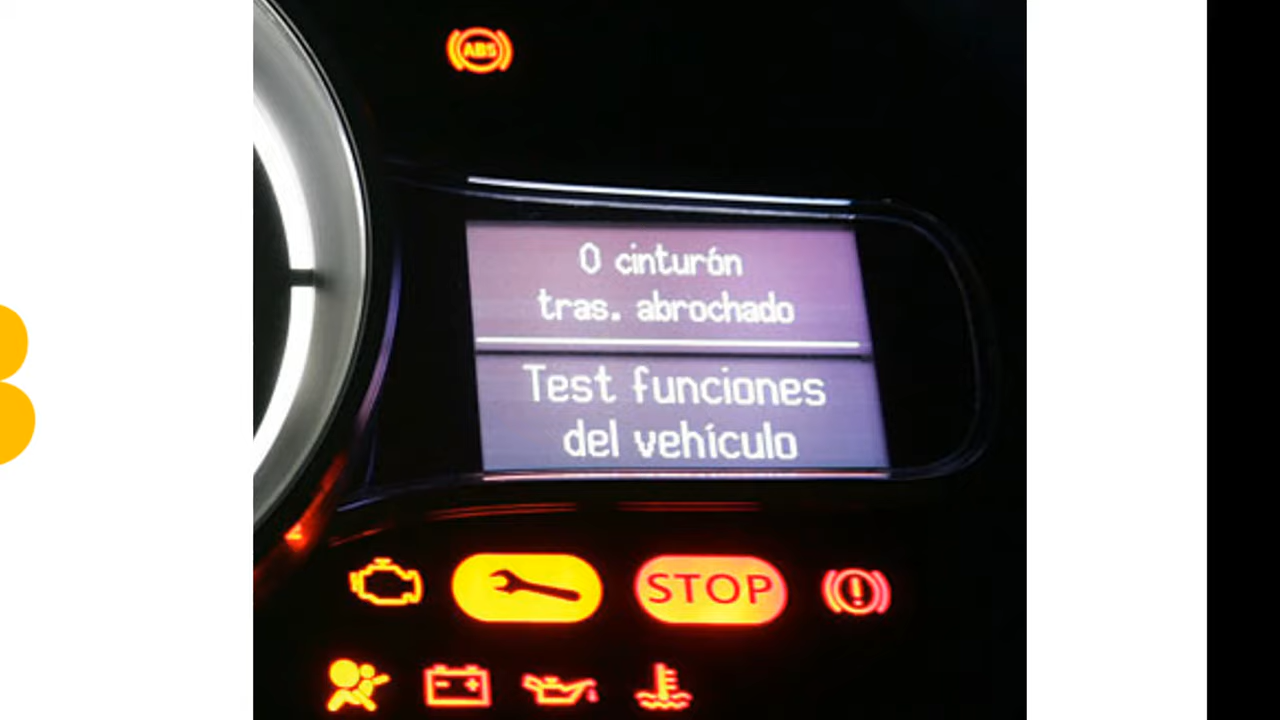 ABS
0 cinturón
tras. abrochado
Test funciones
del vehículo
STOP